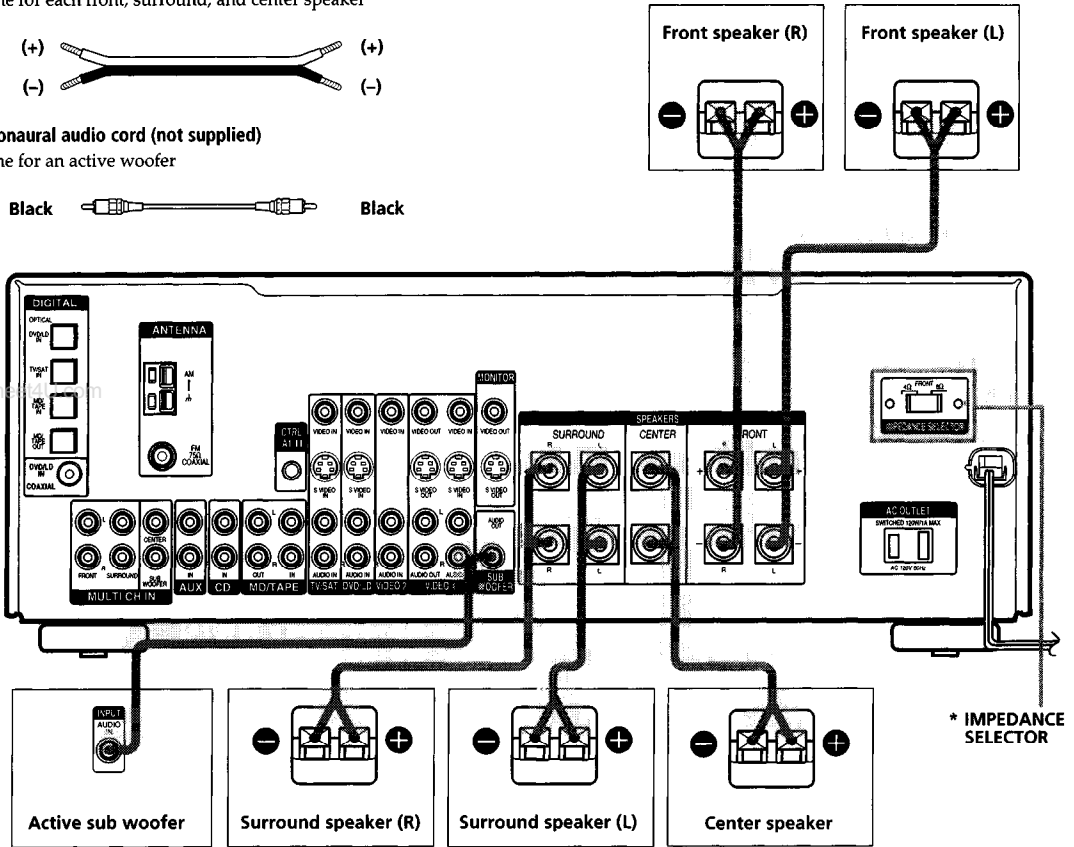 ne for each front, surround, and center speaker
(+) (+)
(–) (–)
onaural audio cord (not supplied)
ne for an active woofer
Black Black
Front speaker (R) Front speaker (L)
DIGITAL
OPTICAL
DVD/LD IN
TV/SAT IN
MD/ TAPE IN
MD/ TAPE OUT
DVD/LD IN
COAXIAL
ANTENNA
AM
FM
75Ω
COAXIAL
CTRL
A1 II
MONITOR
VIDEO IN VIDEO IN VIDEO IN VIDEO OUT VIDEO IN VIDEO OUT
S VIDEO IN S VIDEO IN S VIDEO OUT S VIDEO IN S VIDEO OUT
AUDIO OUT
L CENTER L L
R R R
FRONT SURROUND SUB WOOFER IN IN OUT IN AUDIO IN AUDIO IN AUDIO IN AUDIO OUT
MULTI CH IN AUX CD MD/TAPE TV/SAT DVD/LD VIDEO 2 SUB WOOFER
SPEAKERS
SURROUND CENTER FRONT
R L R L
+ +
– –
R L R L
4Ω FRONT 8Ω
IMPEDANCE SELECTOR
AC OUTLET
SWITCHED 120W/1A MAX
AC 120V 60Hz
* IMPEDANCE
SELECTOR
INPUT
AUDIO
IN
Active sub woofer
Surround speaker (R)
Surround speaker (L)
Center speaker